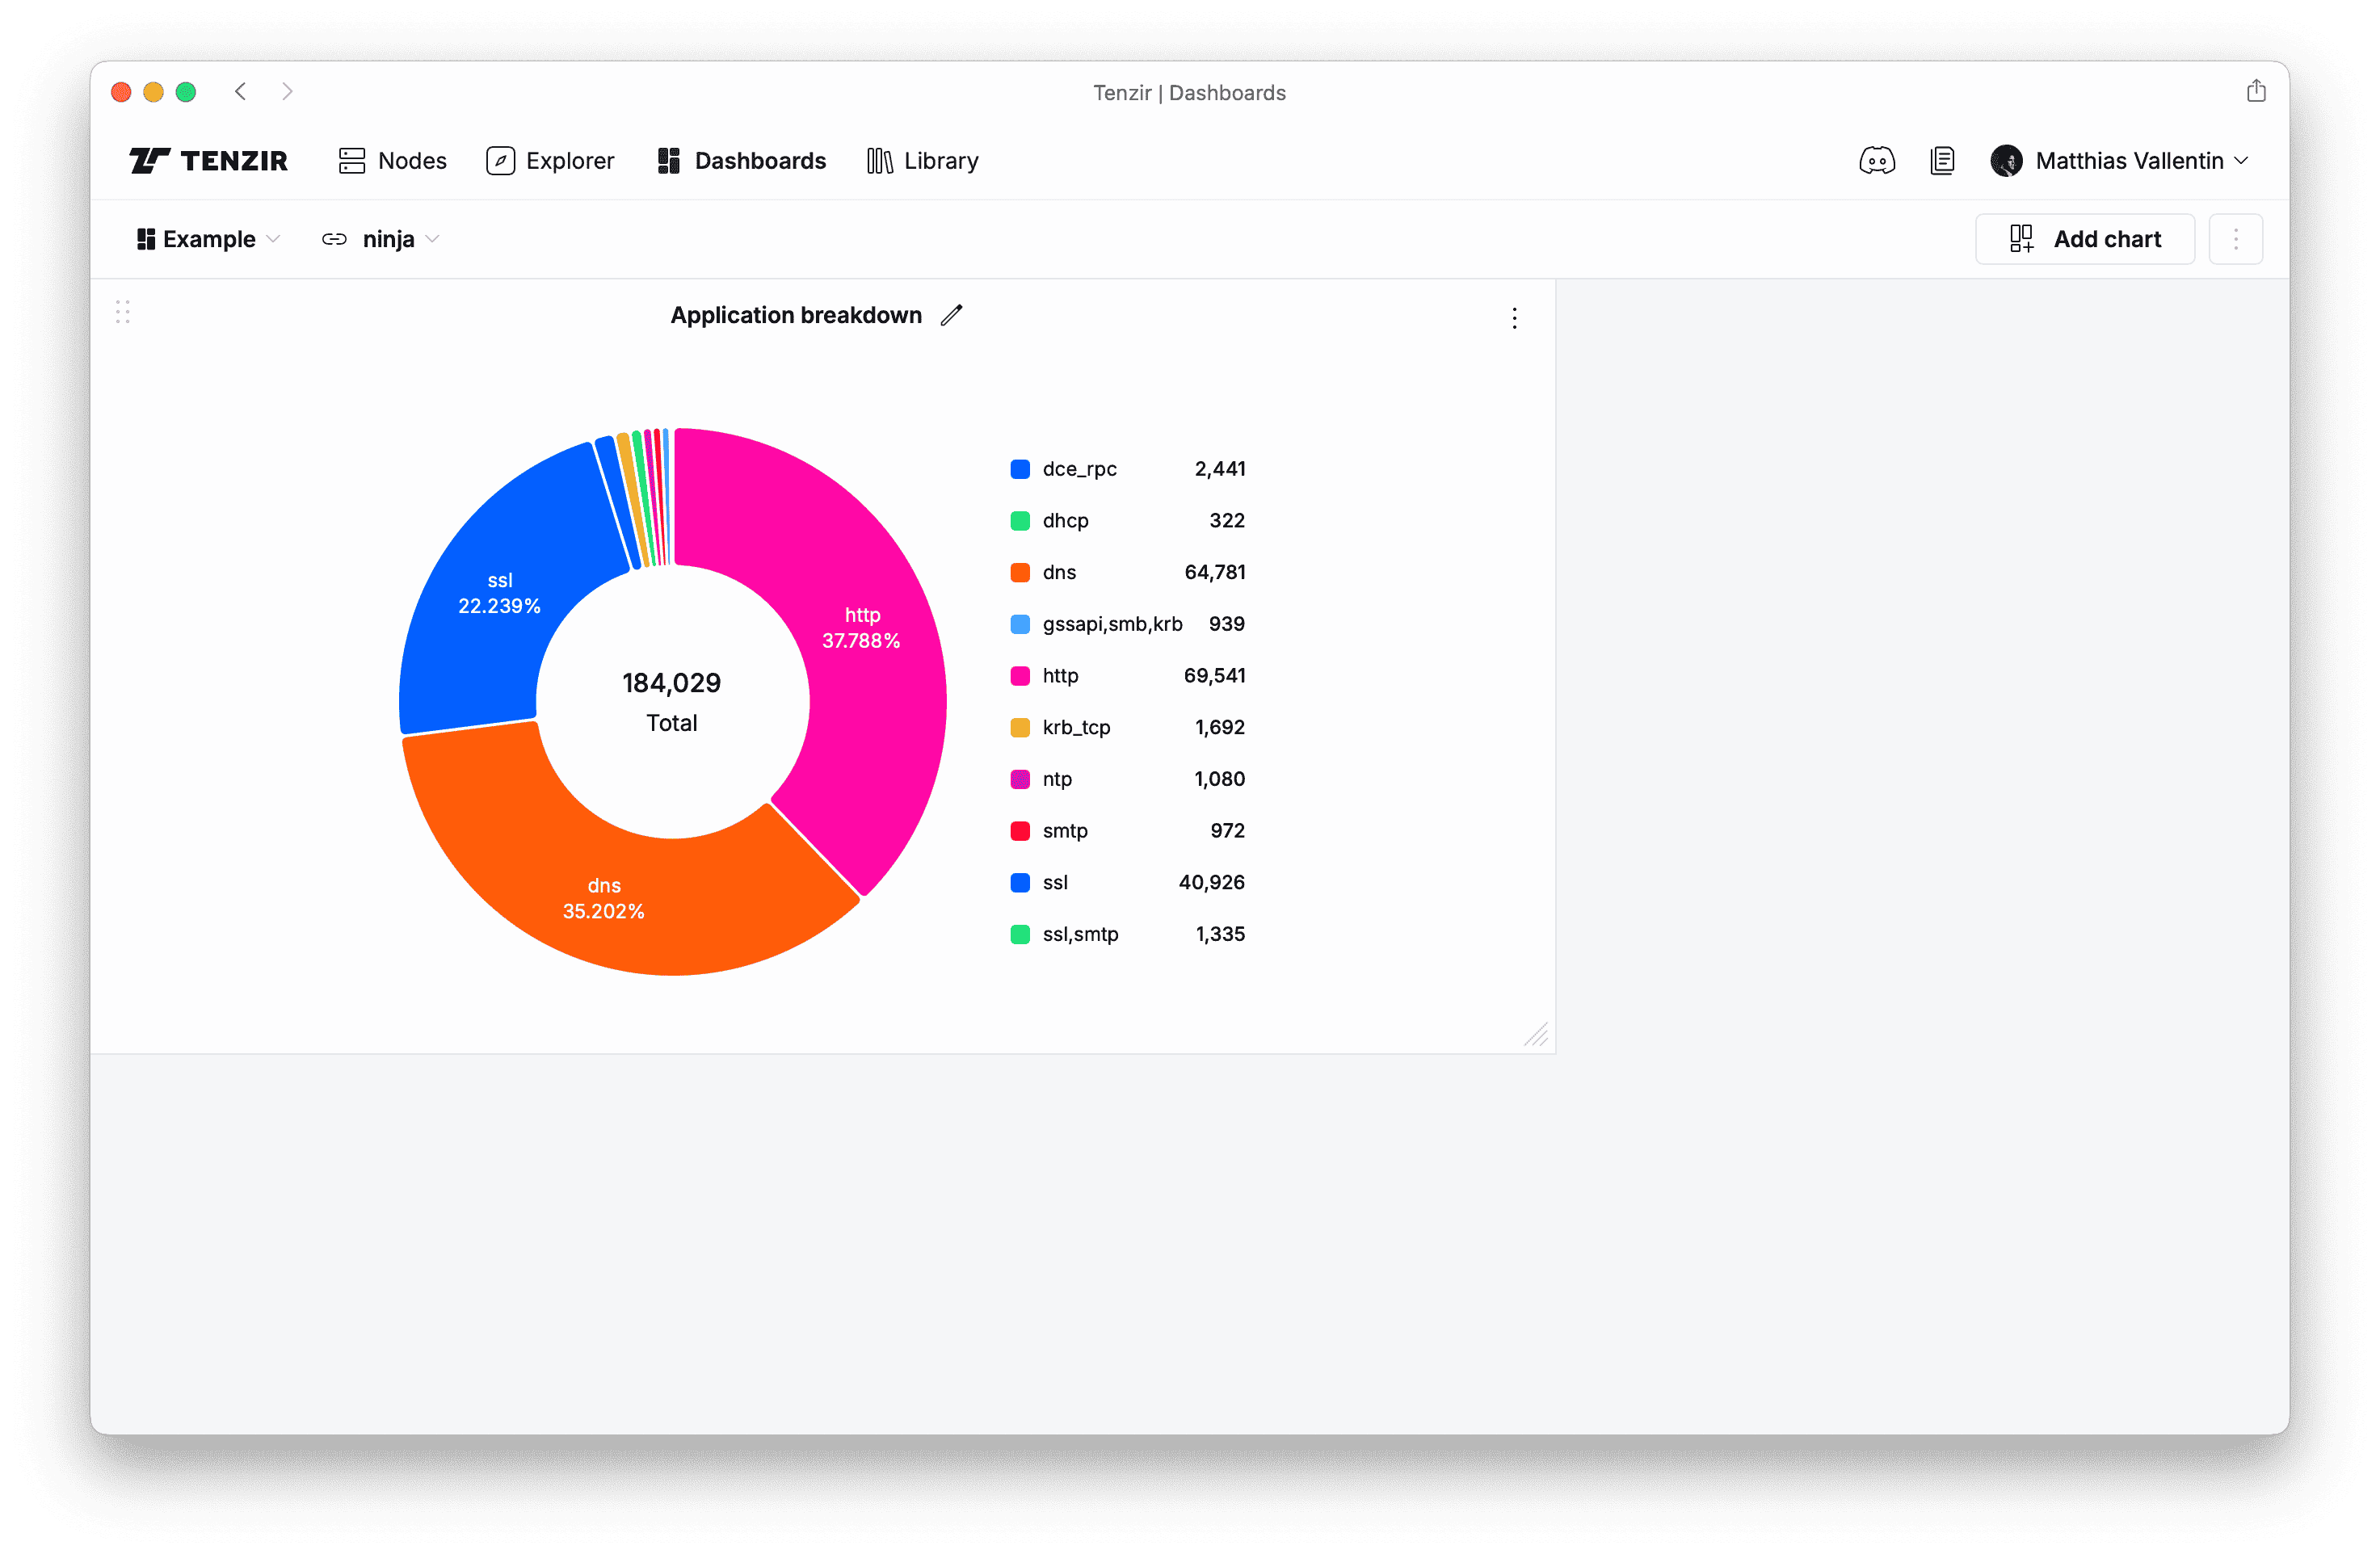 Tenzir | Dashboards
TENZIR Nodes Explorer Dashboards Library Matthias Vallentin
Example ninja Add chart
Application breakdown
ssl
22.239%
http
37.788%
184,029
Total
dns
35.202%
dce_rpc 2,441
dhcp 322
dns 64,781
gssapi,smb,krb 939
http 69,541
krb_tcp 1,692
ntp 1,080
smtp 972
ssl 40,926
ssl,smtp 1,335